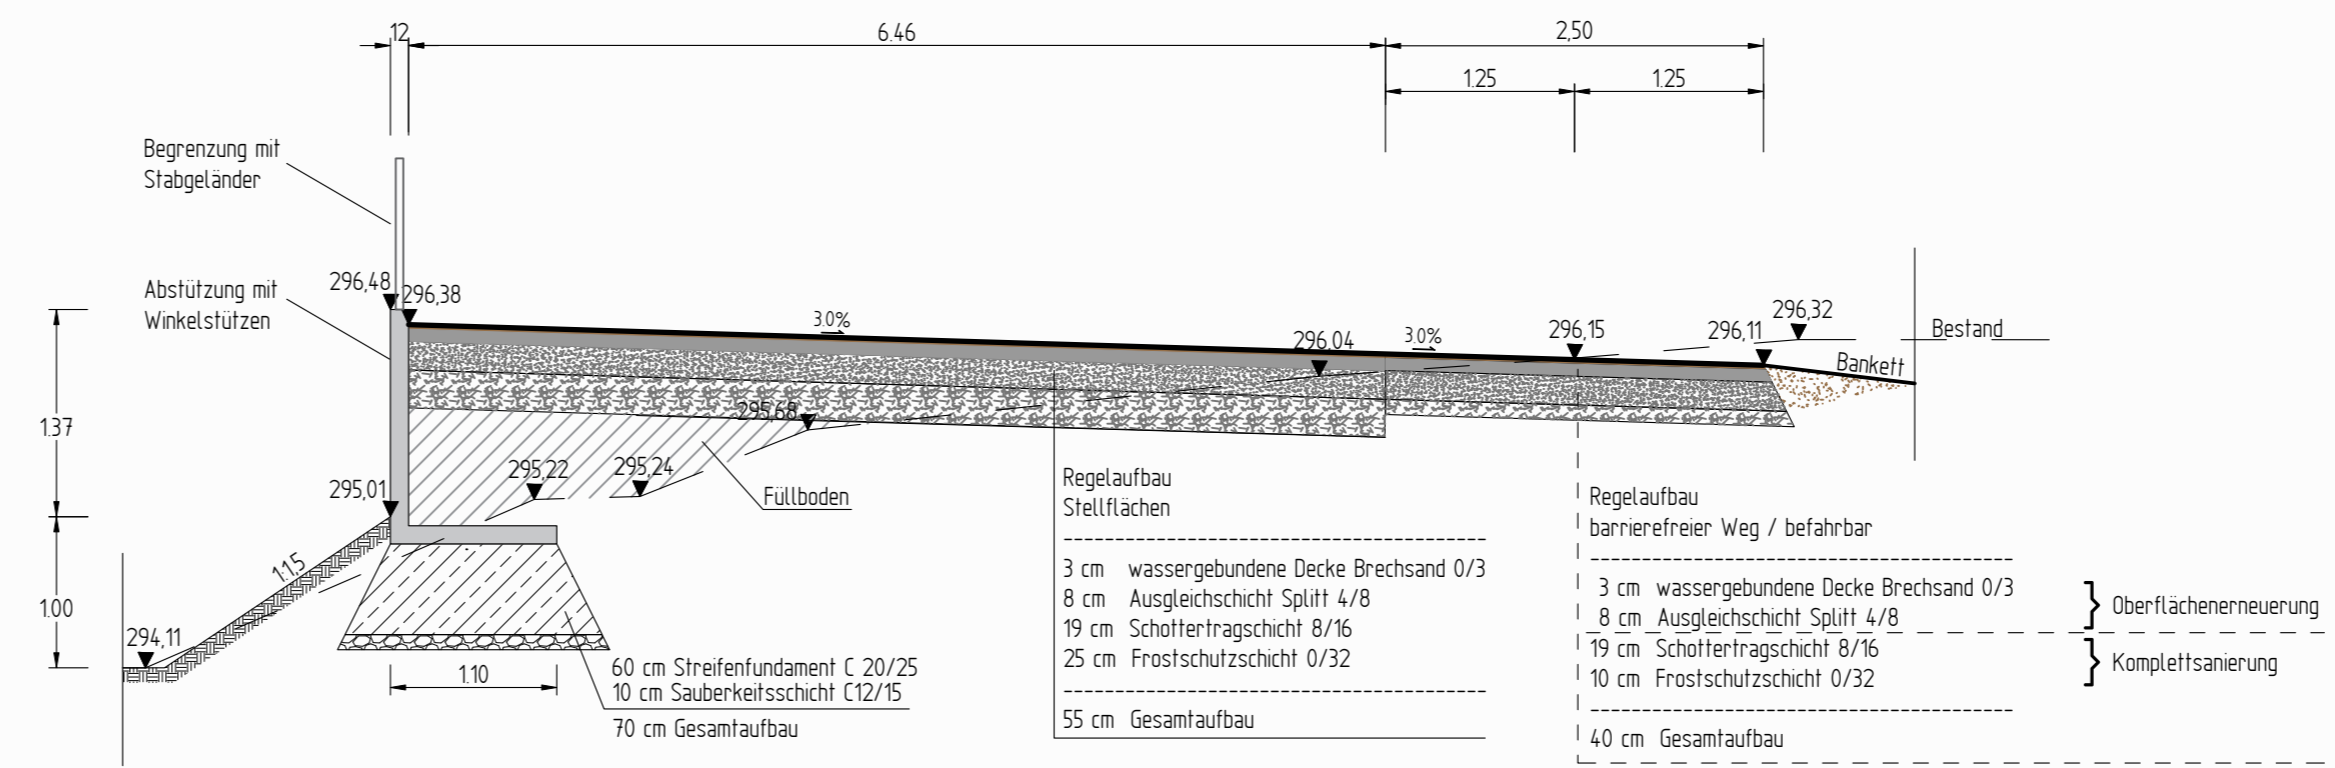 12
6.46
2,50
1.25
1.25
Begrenzung mit
Stabgeländer
Abstützung mit
Winkelstützen
296,48
296,38
3.0%
296,04
3.0%
296,15
296,11
296,32
Bestand
Bankett
1.37
295,01
295,68
295,22
295,24
Füllboden
1:1,5
1.00
294,11
1.10
60 cm Streifenfundament C 20/25
10 cm Sauberkeitsschicht C12/15
70 cm Gesamtaufbau
Regelaufbau
Stellflächen
3 cm wassergebundene Decke Brechsand 0/3
8 cm Ausgleichschicht Splitt 4/8
19 cm Schottertragschicht 8/16
25 cm Frostschutzschicht 0/32
55 cm Gesamtaufbau
Regelaufbau
barrierefreier Weg / befahrbar
3 cm wassergebundene Decke Brechsand 0/3
8 cm Ausgleichschicht Splitt 4/8
19 cm Schottertragschicht 8/16
10 cm Frostschutzschicht 0/32
40 cm Gesamtaufbau
Oberflächenerneuerung
Komplettsanierung